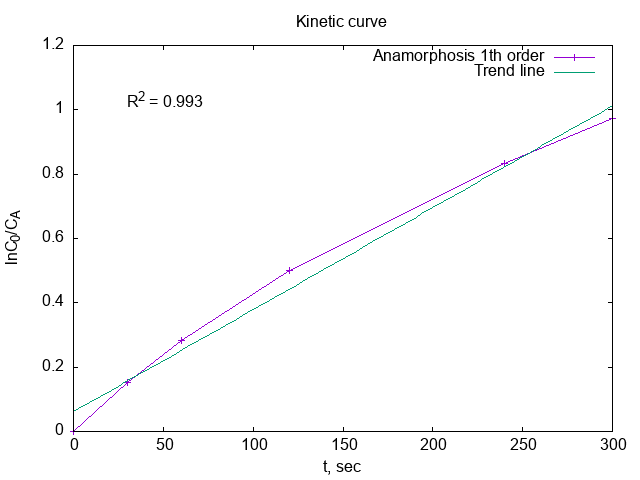 Kinetic curve
Anamorphosis 1th order
Trend line
R² = 0.993
1.2
1
0.8
0.6
0.4
0.2
0
lnC₀/C_A
0 50 100 150 200 250 300
t, sec